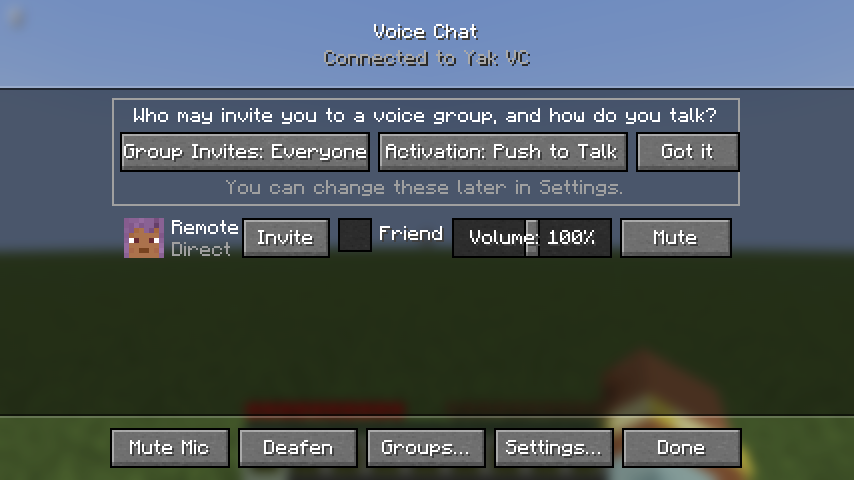 Voice Chat
Connected to Yak VC
Who may invite you to a voice group, and how do you talk?
Group Invites: Everyone Activation: Push to Talk Got it
You can change these later in Settings.
Remote Invite Friend Volume: 100% Mute
Direct
Mute Mic Deafen Groups... Settings... Done